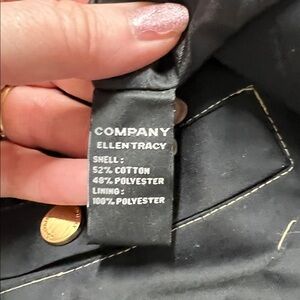 COMPANY
ELLEN TRACY
SHELL:
52% COTTON
48% POLYESTER
LINING:
100% POLYESTER